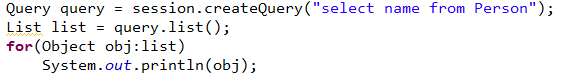 Query query = session.createQuery("select name from Person");
List list = query.list();
for(Object obj:list)
    System.out.println(obj);